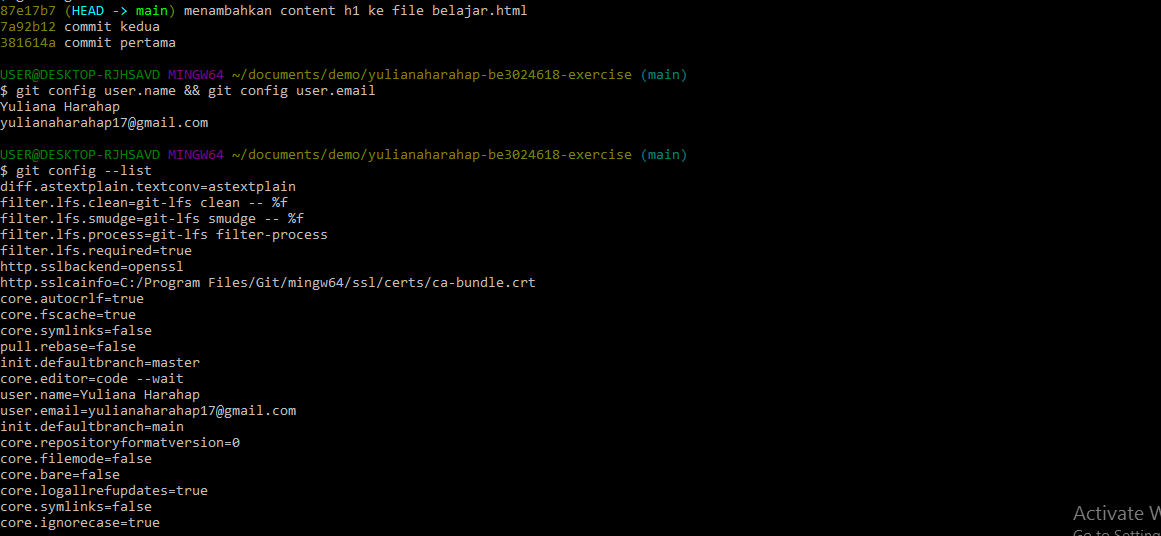 87e17b7 (HEAD -> main) menambahkan content h1 ke file belajar.html
7a92b12 commit kedua
381614a commit pertama
USER@DESKTOP-RJHSAVD MINGW64 ~/documents/demo/yulianaharahap-be3024618-exercise (main)
$ git config user.name && git config user.email
Yuliana Harahap
yulianaharahap17@gmail.com
USER@DESKTOP-RJHSAVD MINGW64 ~/documents/demo/yulianaharahap-be3024618-exercise (main)
$ git config --list
diff.astextplain.textconv=astextplain
filter.lfs.clean=git-lfs clean -- %f
filter.lfs.smudge=git-lfs smudge -- %f
filter.lfs.process=git-lfs filter-process
filter.lfs.required=true
http.sslbackend=openssl
http.sslcainfo=C:/Program Files/Git/mingw64/ssl/certs/ca-bundle.crt
core.autocrlf=true
core.fscache=true
core.symlinks=false
pull.rebase=false
init.defaultbranch=master
core.editor=code --wait
user.name=Yuliana Harahap
user.email=yulianaharahap17@gmail.com
init.defaultbranch=main
core.repositoryformatversion=0
core.filemode=false
core.bare=false
core.logallrefupdates=true
core.symlinks=false
core.ignorecase=true
Activate W
Go to Setting